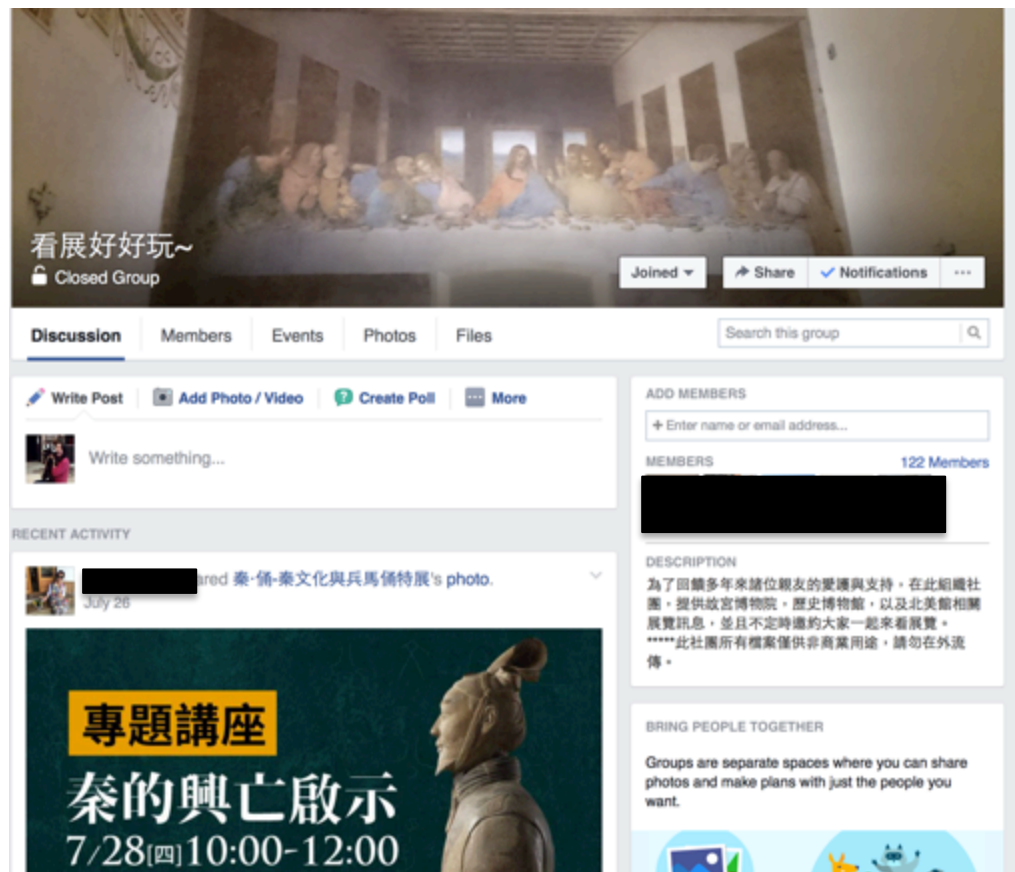 看展好好玩~
Closed Group
Joined
Share
Notifications
Discussion
Members
Events
Photos
Files
Search this group
Write Post
Add Photo / Video
Create Poll
More
Write something...
RECENT ACTIVITY
ared 秦·俑-秦文化與兵馬俑特展's photo.
July 26
專題講座
秦的興亡啟示
7/28[四]10:00-12:00
ADD MEMBERS
+ Enter name or email address...
MEMBERS
122 Members
DESCRIPTION
為了回饋多年來諸位親友的愛護與支持，在此組織社
團，提供故宮博物院，歷史博物館，以及北美館相關
展覽訊息，並且不定時邀約大家一起來看展覽。
*****此社團所有檔案僅供非商業用途，請勿在外流
傳。
BRING PEOPLE TOGETHER
Groups are separate spaces where you can share
photos and make plans with just the people you
want.